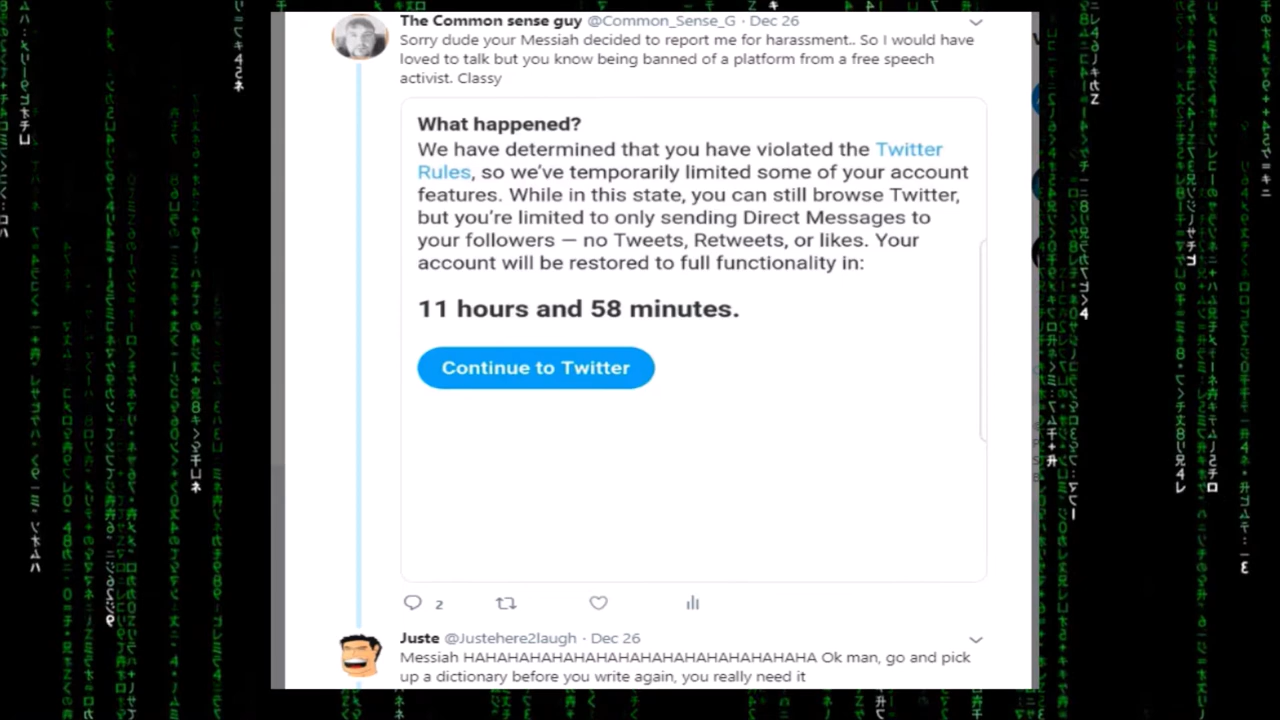 The Common sense guy @Common_Sense_G · Dec 26
Sorry dude your Messiah decided to report me for harassment.. So I would have
loved to talk but you know being banned of a platform from a free speech
activist. Classy
What happened?
We have determined that you have violated the Twitter
Rules, so we've temporarily limited some of your account
features. While in this state, you can still browse Twitter,
but you're limited to only sending Direct Messages to
your followers — no Tweets, Retweets, or likes. Your
account will be restored to full functionality in:
11 hours and 58 minutes.
Continue to Twitter
2
Juste @Justehere2laugh · Dec 26
Messiah HAHAHAHAHAHAHAHAHAHAHAHAHAHAHAHA Ok man, go and pick
up a dictionary before you write again, you really need it